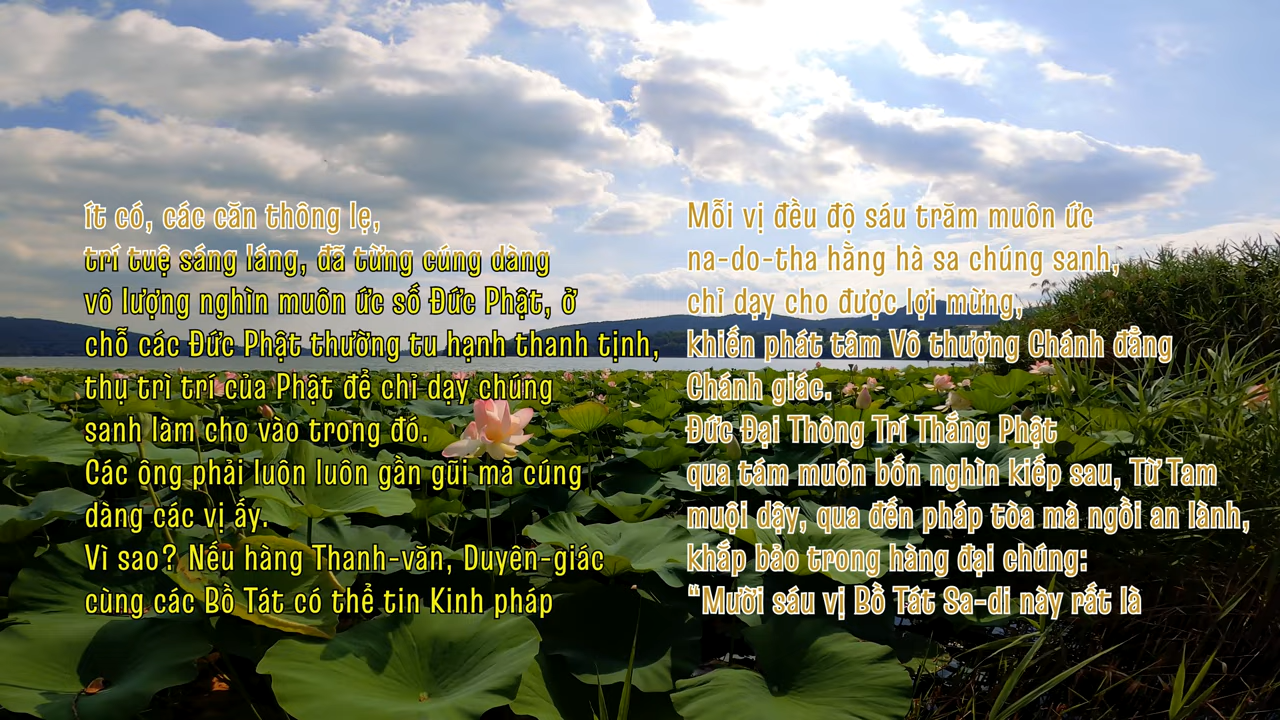 ít có, các căn thông lẹ,
trí tuệ sáng láng, đã từng cúng dàng
vô lượng nghìn muôn ức số Đức Phật, ở
chỗ các Đức Phật thường tu hạnh thanh tịnh,
thụ trì trí của Phật để chỉ dạy chúng
sanh làm cho vào trong đó.
Các ông phải luôn luôn gần gũi mà cúng
dàng các vị ấy.
Vì sao? Nếu hàng Thanh-văn, Duyên-giác
cùng các Bồ Tát có thể tin Kinh pháp
Mỗi vị đều độ sáu trăm muôn ức
na-do-tha hằng hà sa chúng sanh,
chỉ dạy cho được lợi mừng,
khiến phát tâm Vô thượng Chánh đẳng
Chánh giác.
Đức Đại Thông Trí Thắng Phật
qua tám muôn bốn nghìn kiếp sau, Từ Tam
muội dậy, qua đến pháp tòa mà ngồi an lành,
khắp bảo trong hàng đại chúng:
“Mười sáu vị Bồ Tát Sa-di này rất là